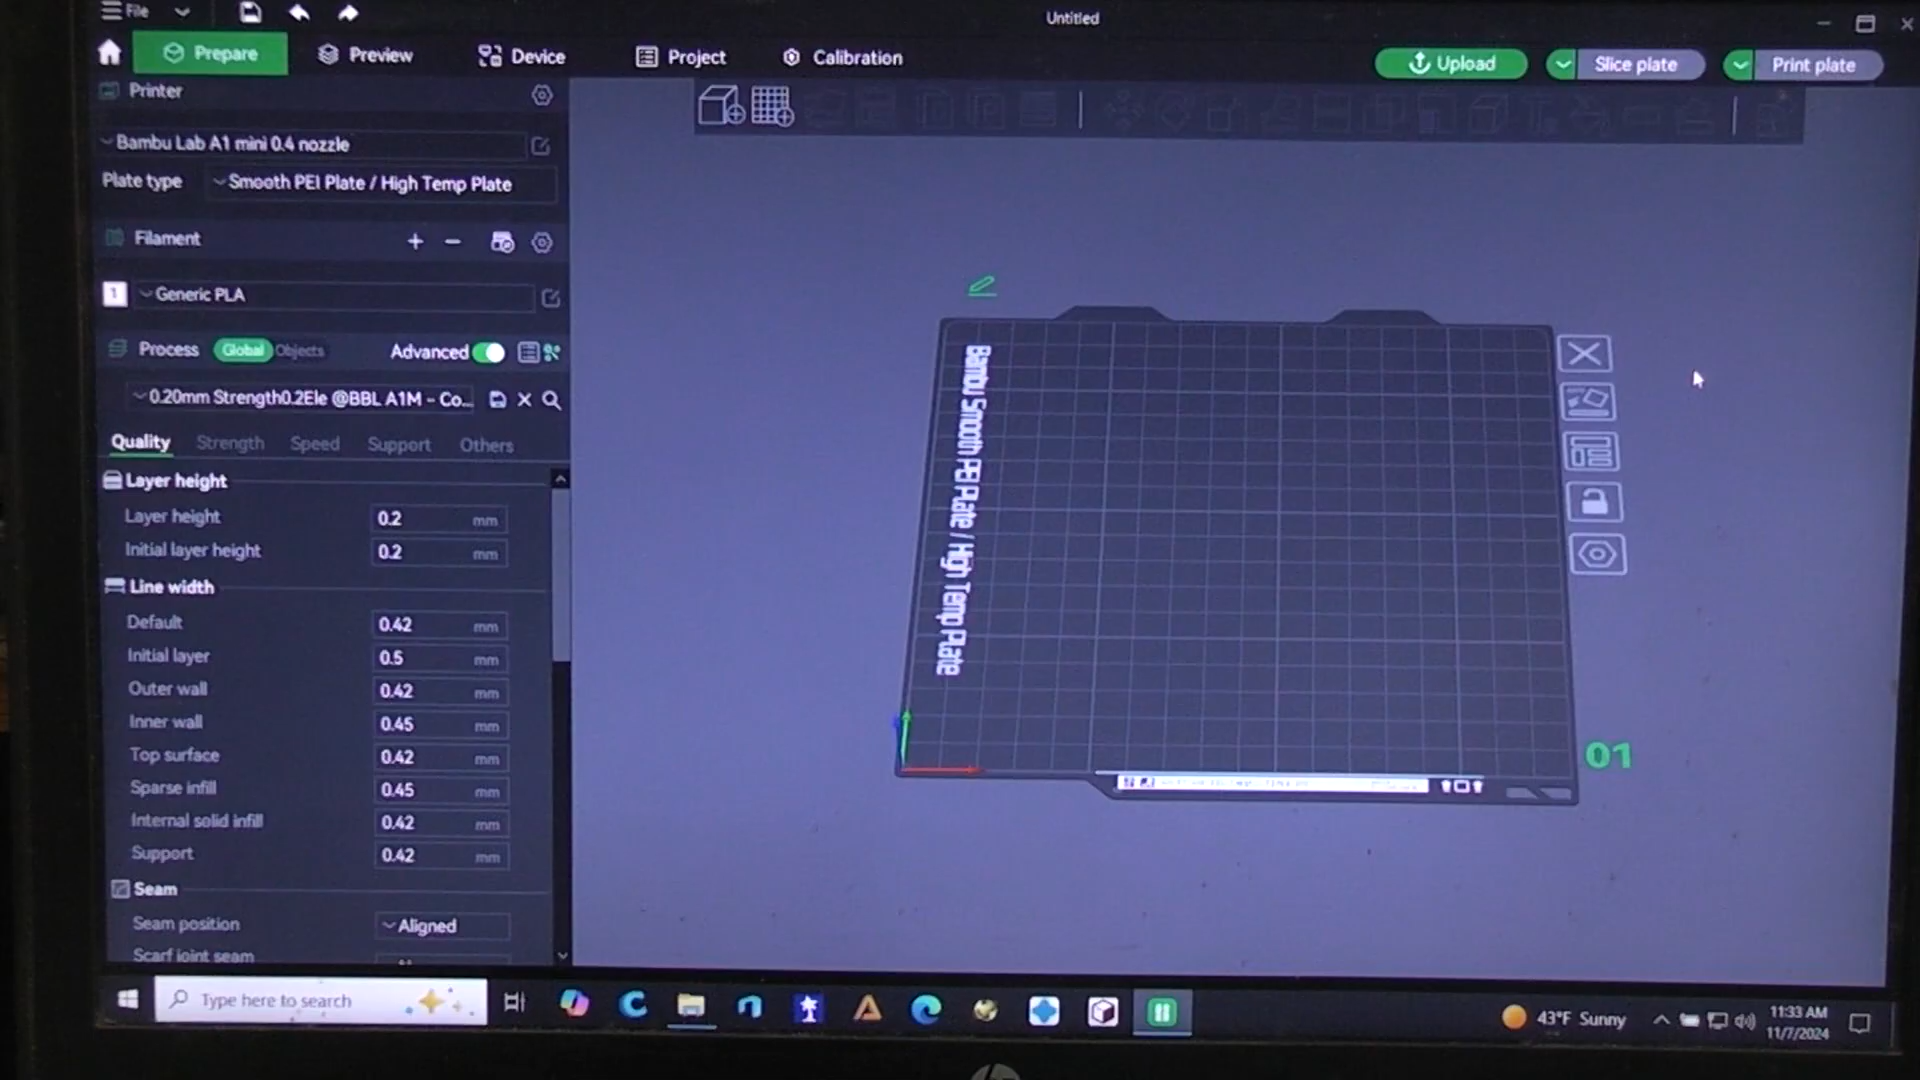 File
Untitled
Prepare
Preview
Device
Project
Calibration
Upload
Slice plate
Print plate
Printer
Bambu Lab A1 mini 0.4 nozzle
Plate type
Smooth PEI Plate / High Temp Plate
Filament
1
Generic PLA
Process
Global
Objects
Advanced
0.20mm Strength0.2Ele @BBL A1M - Co...
Quality
Strength
Speed
Support
Others
Layer height
Layer height 0.2 mm
Initial layer height 0.2 mm
Line width
Default 0.42 mm
Initial layer 0.5 mm
Outer wall 0.42 mm
Inner wall 0.45 mm
Top surface 0.42 mm
Sparse infill 0.45 mm
Internal solid infill 0.42 mm
Support 0.42 mm
Seam
Seam position Aligned
Scarf joint seam
Bambu Smooth PEI Plate / High Temp Plate
01
Type here to search
43°F Sunny
11:33 AM
11/7/2024
hp